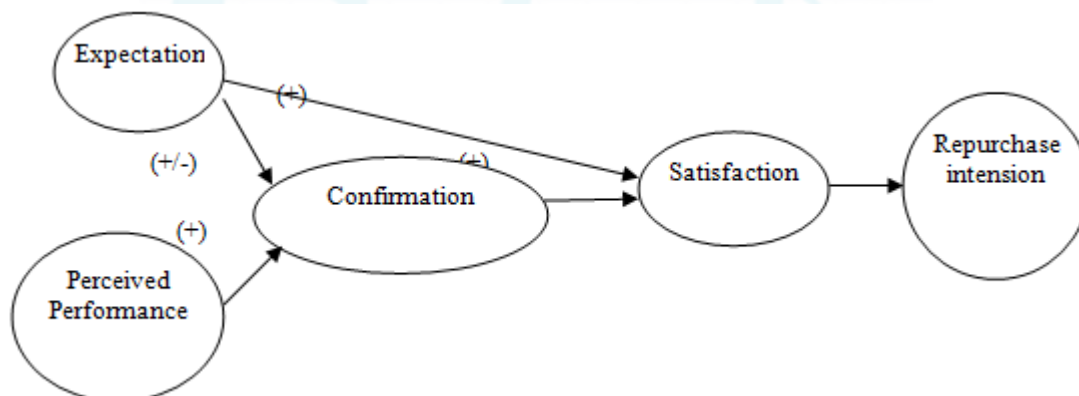 Expectation
(+)
(+/-)
(+)
Confirmation
Satisfaction
Repurchase
intension
(+)
Perceived
Performance